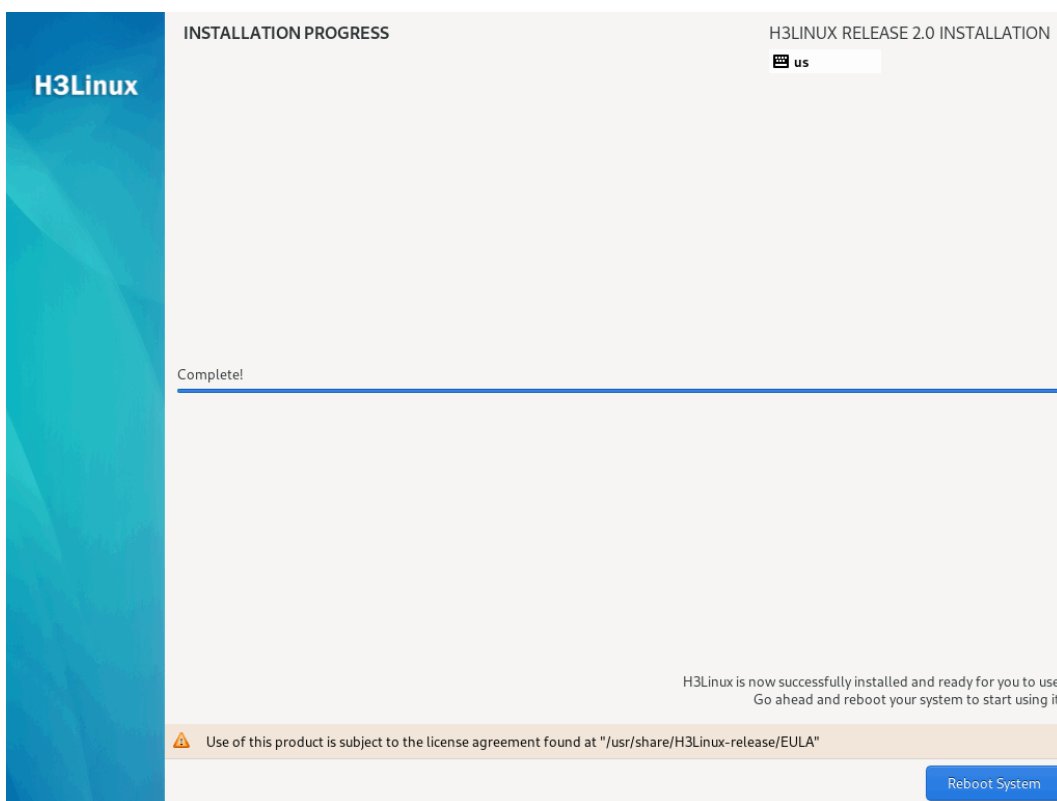 H3Linux
INSTALLATION PROGRESS
H3LINUX RELEASE 2.0 INSTALLATION
us
Complete!
H3Linux is now successfully installed and ready for you to use
Go ahead and reboot your system to start using it
Use of this product is subject to the license agreement found at "/usr/share/H3Linux-release/EULA"
Reboot System